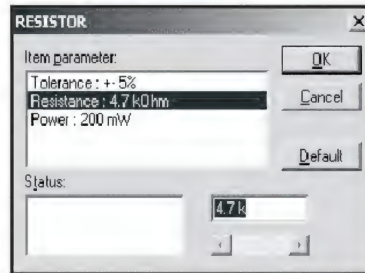 RESISTOR
Item parameter:
Tolerance : +- 5%
Resistance : 4.7 kOhm
Power : 200 mW
OK
Cancel
Default
Status:
4.7 k